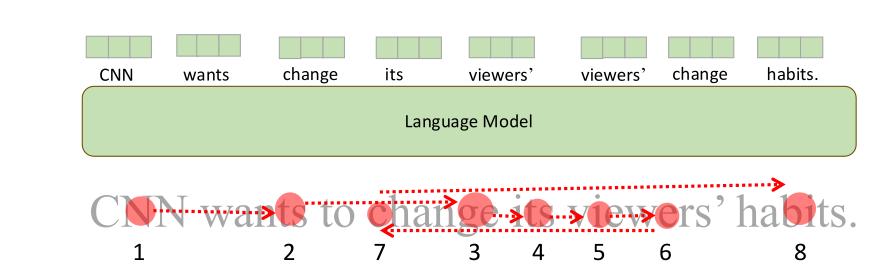 CNN wants change its viewers’ viewers’ change habits.
Language Model
CNN wants to change its viewers’ habits.
1 2 7 3 4 5 6 8